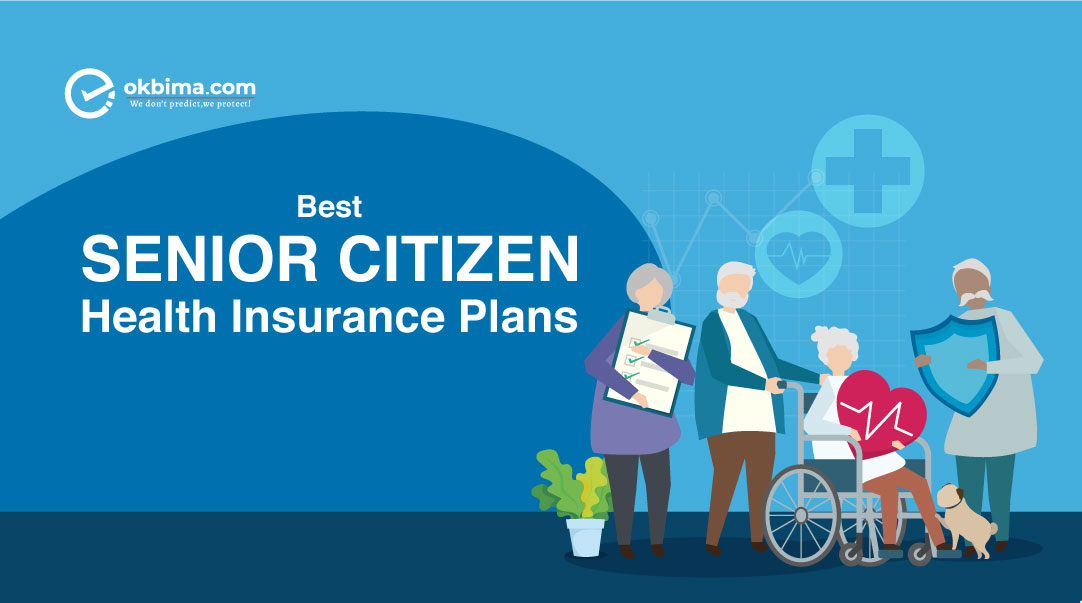 okbima.com
We don't predict,we protect!
Best
SENIOR CITIZEN
Health Insurance Plans